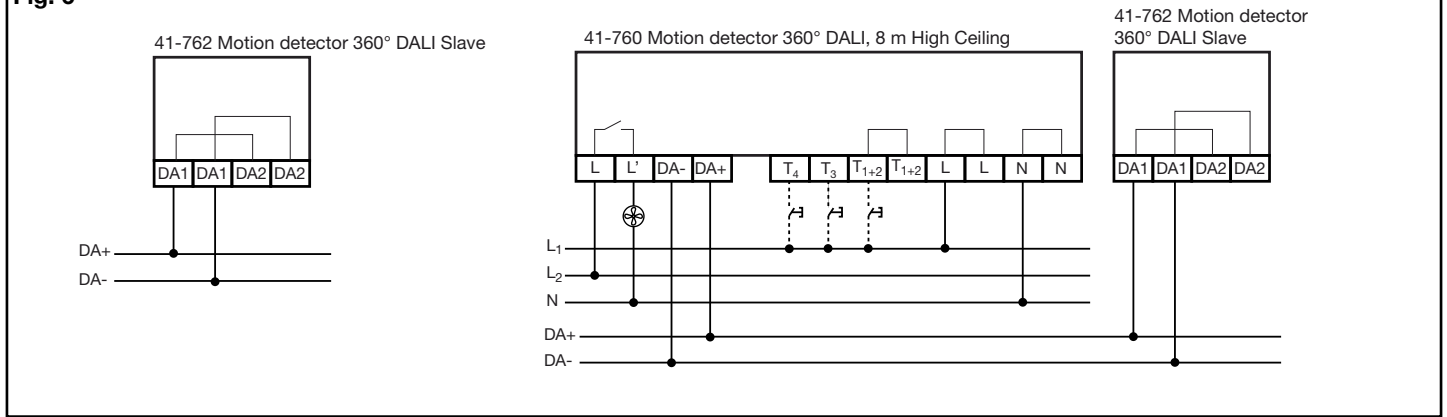 41-762 Motion detector 360° DALI Slave
DA1 DA1 DA2 DA2
DA+
DA-
41-760 Motion detector 360° DALI, 8 m High Ceiling
L L’ DA- DA+ T₄ T₃ T₁₊₂ T₁₊₂ L L N N
L₁
L₂
N
DA+
DA-
41-762 Motion detector
360° DALI Slave
DA1 DA1 DA2 DA2